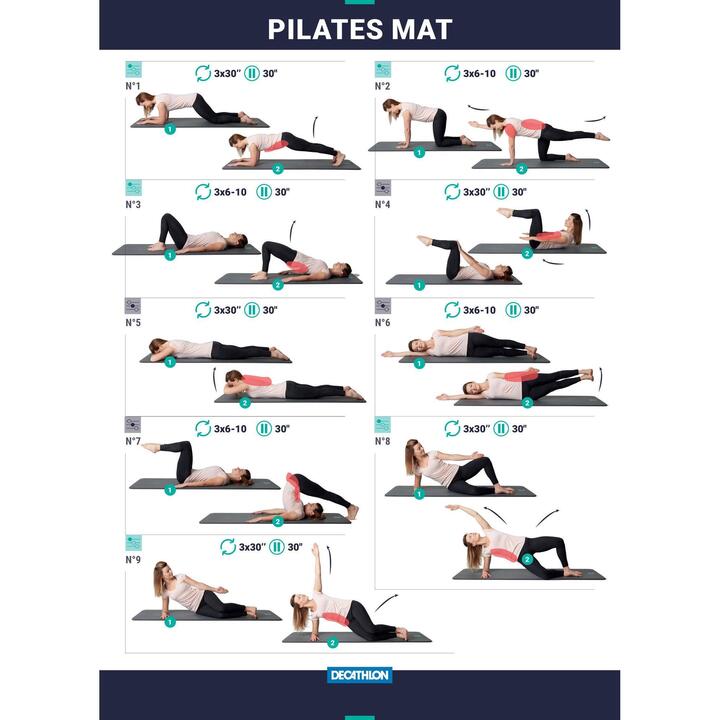 PILATES MAT
N°1
3x30" 30"
1
2
N°2
3x6-10 30"
1
2
N°3
3x6-10 30"
1
2
N°4
3x30" 30"
1
2
N°5
3x30" 30"
1
2
N°6
3x6-10 30"
1
2
N°7
3x6-10 30"
1
2
N°8
3x30" 30"
1
2
N°9
3x30" 30"
1
2
DECATHLON